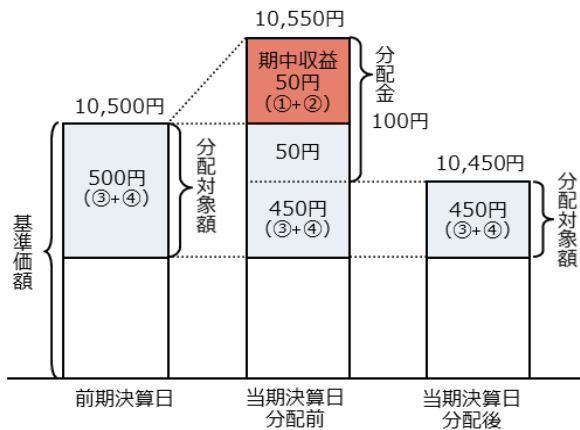 10,550円
期中収益
50円
(①+②)
分配金
100円
10,500円
500円
(③+④)
分配対象額
50円
450円
(③+④)
10,450円
450円
(③+④)
分配対象額
基準価額
前期決算日
当期決算日
分配前
当期決算日
分配後